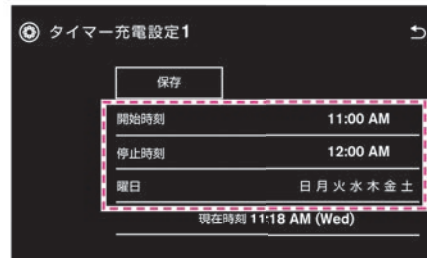 タイマー充電設定1
保存
開始時刻 11:00 AM
停止時刻 12:00 AM
曜日 日月火水木金土
現在時刻 11:18 AM (Wed)